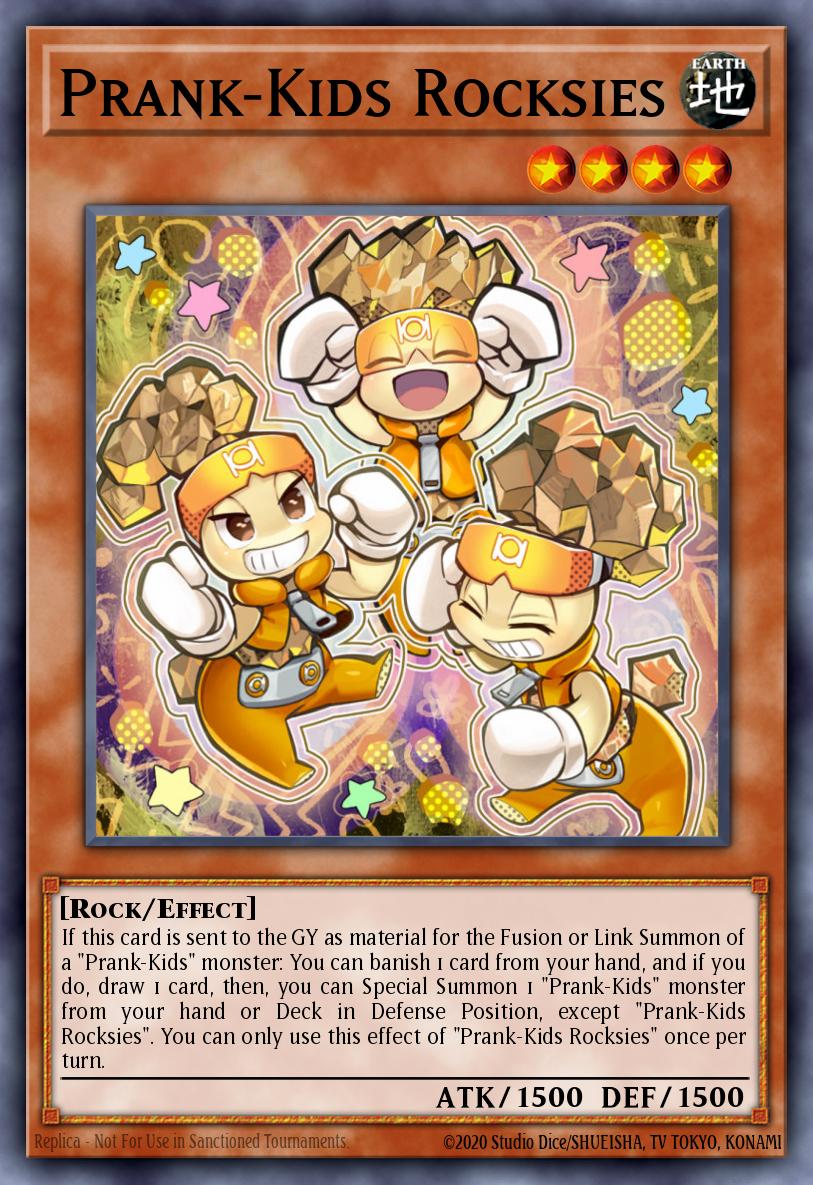 Prank-Kids Rocksies
EARTH
地
[Rock/Effect]
If this card is sent to the GY as material for the Fusion or Link Summon of
a "Prank-Kids" monster: You can banish 1 card from your hand, and if you
do, draw 1 card, then, you can Special Summon 1 "Prank-Kids" monster
from your hand or Deck in Defense Position, except "Prank-Kids
Rocksies". You can only use this effect of "Prank-Kids Rocksies" once per
turn.
ATK/1500 DEF/1500
Replica - Not For Use in Sanctioned Tournaments.
©2020 Studio Dice/SHUEISHA, TV TOKYO, KONAMI